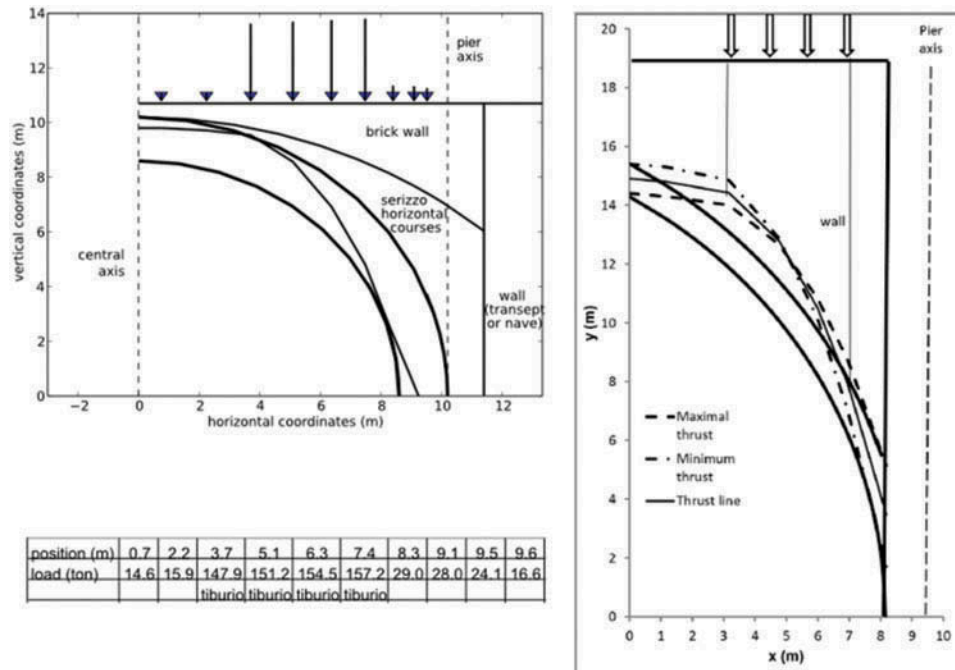 14
12
10
8
6
4
2
0
vertical coordinates (m)
−2
0
2
4
6
8
10
12
horizontal coordinates (m)
pier
axis
brick wall
serizzo
horizontal
courses
central
axis
wall
(transept
or nave)
position (m) 0.7 2.2 3.7 5.1 6.3 7.4 8.3 9.1 9.5 9.6
load (ton) 14.6 15.9 147.9 151.2 154.5 157.2 29.0 28.0 24.1 16.6
tiburio tiburio tiburio tiburio
20
18
16
14
12
10
8
6
4
2
0
y (m)
0 1 2 3 4 5 6 7 8 9 10
x (m)
Pier
axis
wall
Maximal
thrust
Minimum
thrust
Thrust line